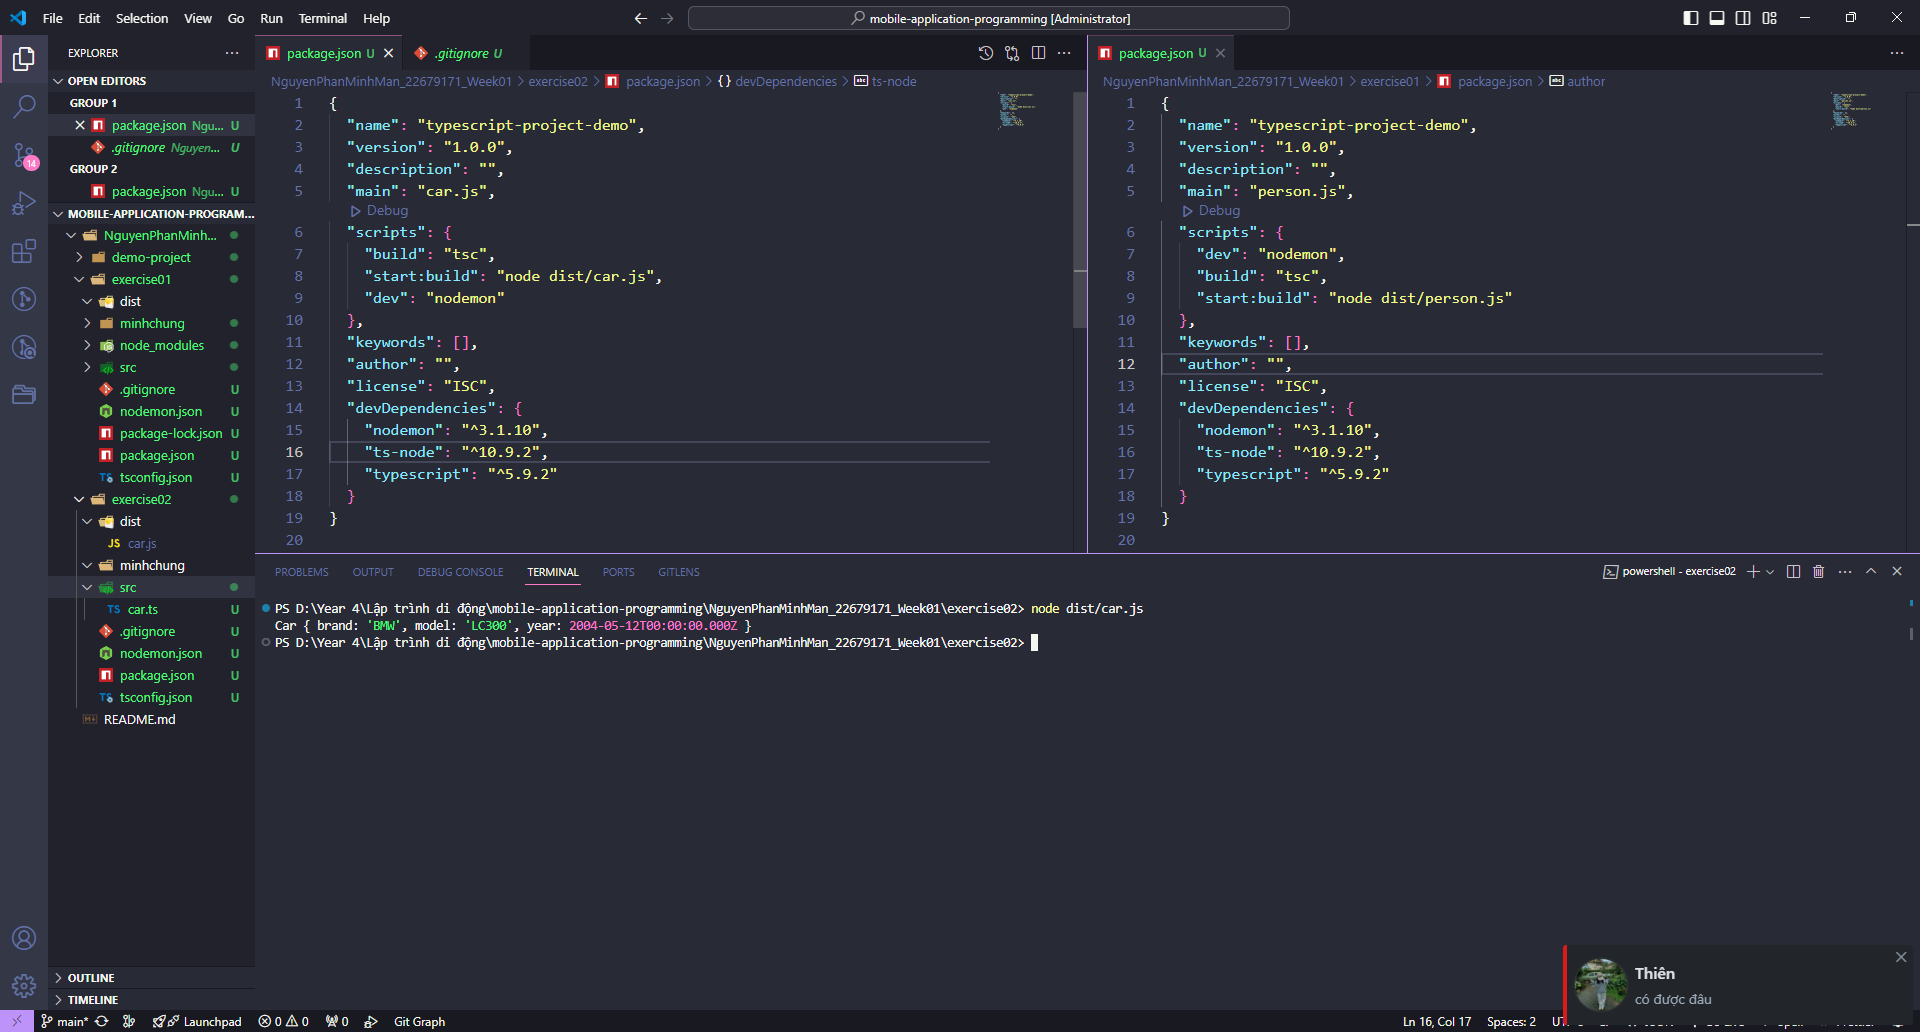 File Edit Selection View Go Run Terminal Help
mobile-application-programming [Administrator]
EXPLORER
OPEN EDITORS
GROUP 1
package.json Ngu... U
.gitignore Nguyen... U
GROUP 2
package.json Ngu... U
MOBILE-APPLICATION-PROGRAM...
NguyenPhanMinh...
demo-project
exercise01
dist
minhchung
node_modules
src
.gitignore U
nodemon.json U
package-lock.json U
package.json U
tsconfig.json U
exercise02
dist
JS car.js
minhchung
src
TS car.ts U
.gitignore U
nodemon.json U
package.json U
tsconfig.json U
README.md
OUTLINE
TIMELINE
14
package.json U
.gitignore U
NguyenPhanMinhMan_22679171_Week01 > exercise02 > package.json > {} devDependencies > ts-node
1 {
2 "name": "typescript-project-demo",
3 "version": "1.0.0",
4 "description": "",
5 "main": "car.js",
Debug
6 "scripts": {
7 "build": "tsc",
8 "start:build": "node dist/car.js",
9 "dev": "nodemon"
10 },
11 "keywords": [],
12 "author": "",
13 "license": "ISC",
14 "devDependencies": {
15 "nodemon": "^3.1.10",
16 "ts-node": "^10.9.2",
17 "typescript": "^5.9.2"
18 }
19 }
20
package.json U
NguyenPhanMinhMan_22679171_Week01 > exercise01 > package.json > author
1 {
2 "name": "typescript-project-demo",
3 "version": "1.0.0",
4 "description": "",
5 "main": "person.js",
Debug
6 "scripts": {
7 "dev": "nodemon",
8 "build": "tsc",
9 "start:build": "node dist/person.js"
10 },
11 "keywords": [],
12 "author": "",
13 "license": "ISC",
14 "devDependencies": {
15 "nodemon": "^3.1.10",
16 "ts-node": "^10.9.2",
17 "typescript": "^5.9.2"
18 }
19 }
20
PROBLEMS OUTPUT DEBUG CONSOLE TERMINAL PORTS GITLENS
powershell - exercise02
PS D:\Year 4\Lập trình di động\mobile-application-programming\NguyenPhanMinhMan_22679171_Week01\exercise02> node dist/car.js
Car { brand: 'BMW', model: 'LC300', year: 2004-05-12T00:00:00.000Z }
PS D:\Year 4\Lập trình di động\mobile-application-programming\NguyenPhanMinhMan_22679171_Week01\exercise02>
Thiên
có được đâu
main* Launchpad 0 0 0 Git Graph
Ln 16, Col 17 Spaces: 2